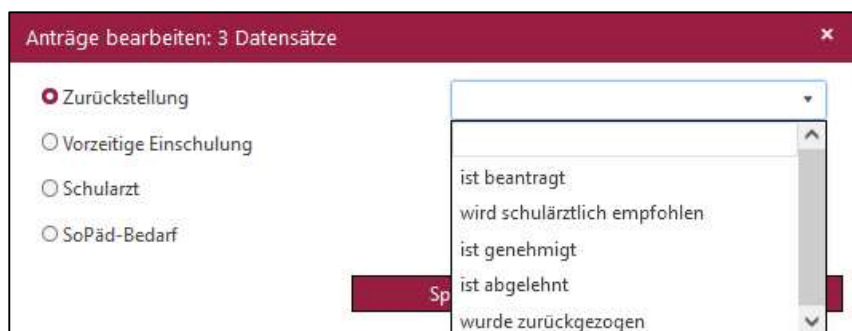 Anträge bearbeiten: 3 Datensätze
Zurückstellung
Vorzeitige Einschulung
Schularzt
SoPäd-Bedarf
ist beantragt
wird schulärztlich empfohlen
ist genehmigt
ist abgelehnt
wurde zurückgezogen